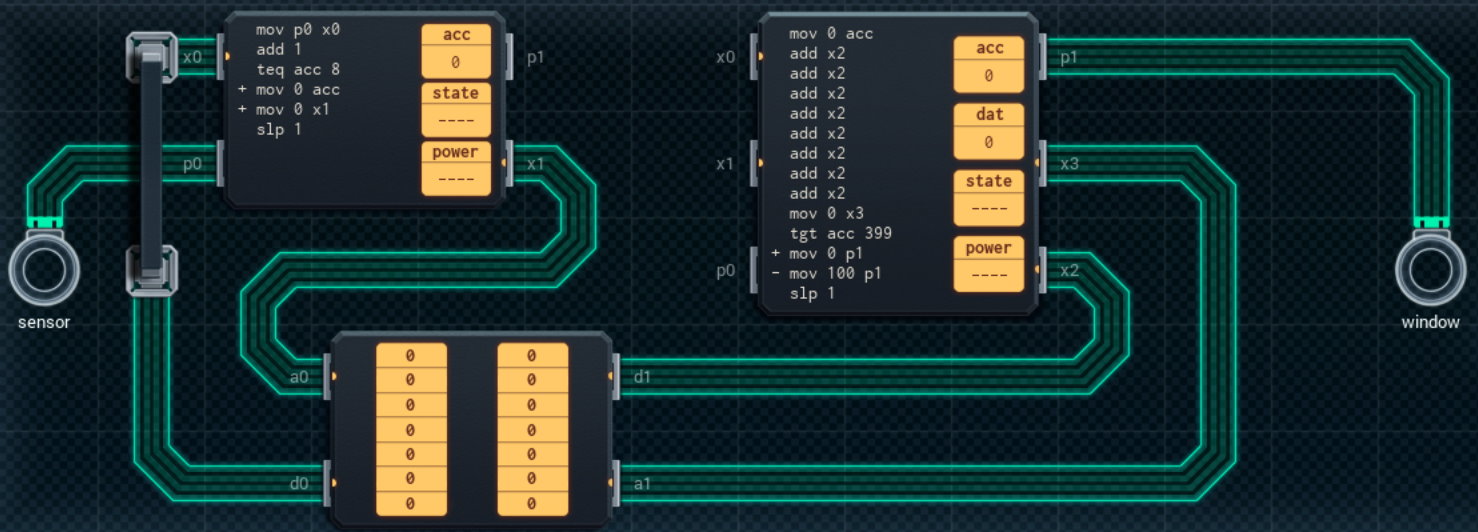 mov p0 x0
add 1
teq acc 8
+ mov 0 acc
+ mov 0 x1
slp 1
acc
0
state
----
power
----
x0
p0
p1
x1
sensor
mov 0 acc
add x2
add x2
add x2
add x2
add x2
add x2
add x2
add x2
mov 0 x3
tgt acc 399
+ mov 0 p1
- mov 100 p1
slp 1
acc
0
dat
0
state
----
power
----
x0
x1
p0
p1
x3
x2
window
a0
d0
0 0
0 0
0 0
0 0
0 0
0 0
0 0
d1
a1